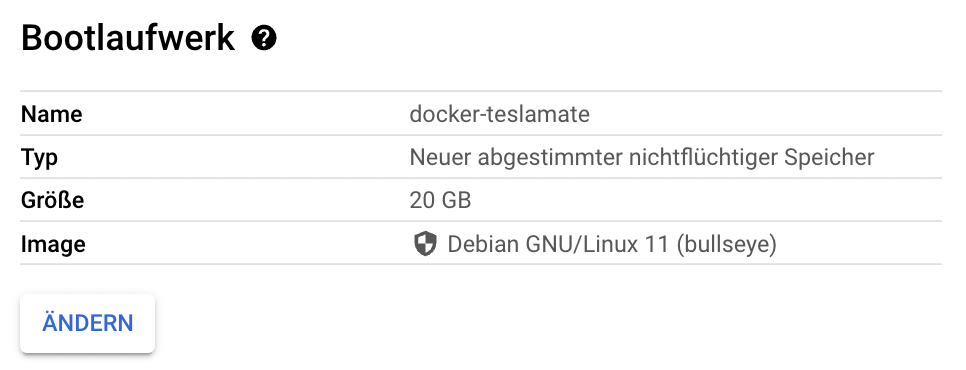 Bootlaufwerk ?
Name docker-teslamate
Typ Neuer abgestimmter nichtflüchtiger Speicher
Größe 20 GB
Image Debian GNU/Linux 11 (bullseye)
ÄNDERN